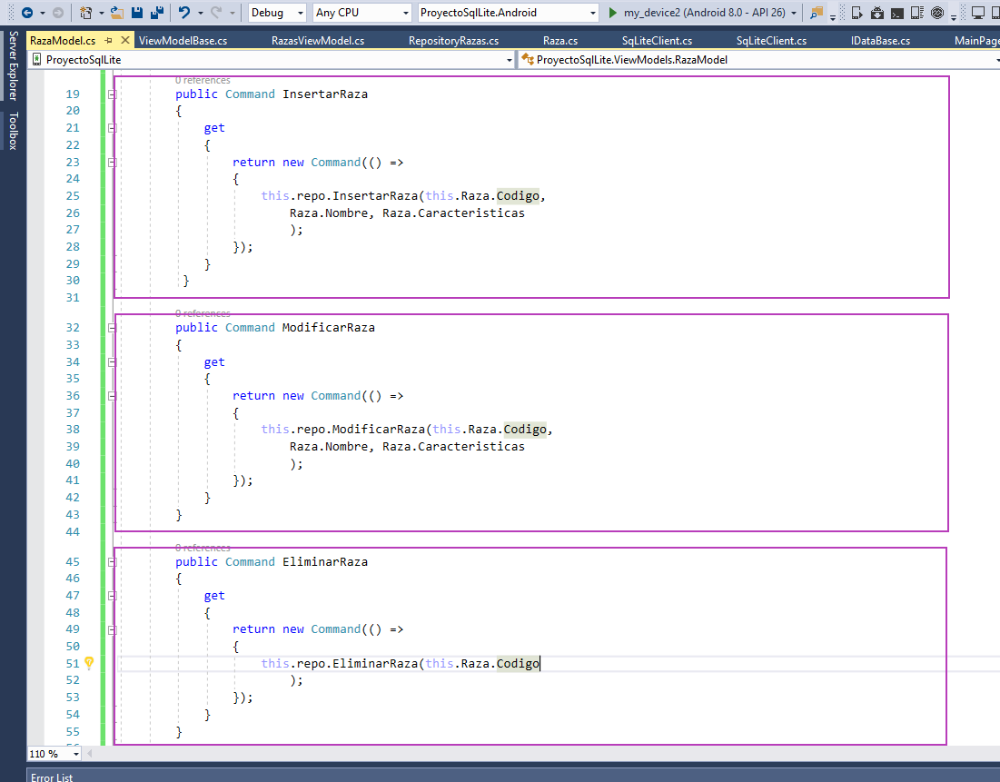 Debug Any CPU ProyectoSqlLite.Android my_device2 (Android 8.0 - API 26)
Server Explorer
Toolbox
RazaModel.cs ViewModelBase.cs RazasViewModel.cs RepositoryRazas.cs Raza.cs SqLiteClient.cs SqLiteClient.cs IDataBase.cs MainPage
ProyectoSqlLite ProyectoSqlLite.ViewModels.RazaModel
0 references
19 public Command InsertarRaza
20 {
21 get
22 {
23 return new Command(() =>
24 {
25 this.repo.InsertarRaza(this.Raza.Codigo,
26 Raza.Nombre, Raza.Caracteristicas
27 );
28 });
29 }
30 }
31
0 references
32 public Command ModificarRaza
33 {
34 get
35 {
36 return new Command(() =>
37 {
38 this.repo.ModificarRaza(this.Raza.Codigo,
39 Raza.Nombre, Raza.Caracteristicas
40 );
41 });
42 }
43 }
44
0 references
45 public Command EliminarRaza
46 {
47 get
48 {
49 return new Command(() =>
50 {
51 this.repo.EliminarRaza(this.Raza.Codigo
52 );
53 });
54 }
55 }
110 %
Error List